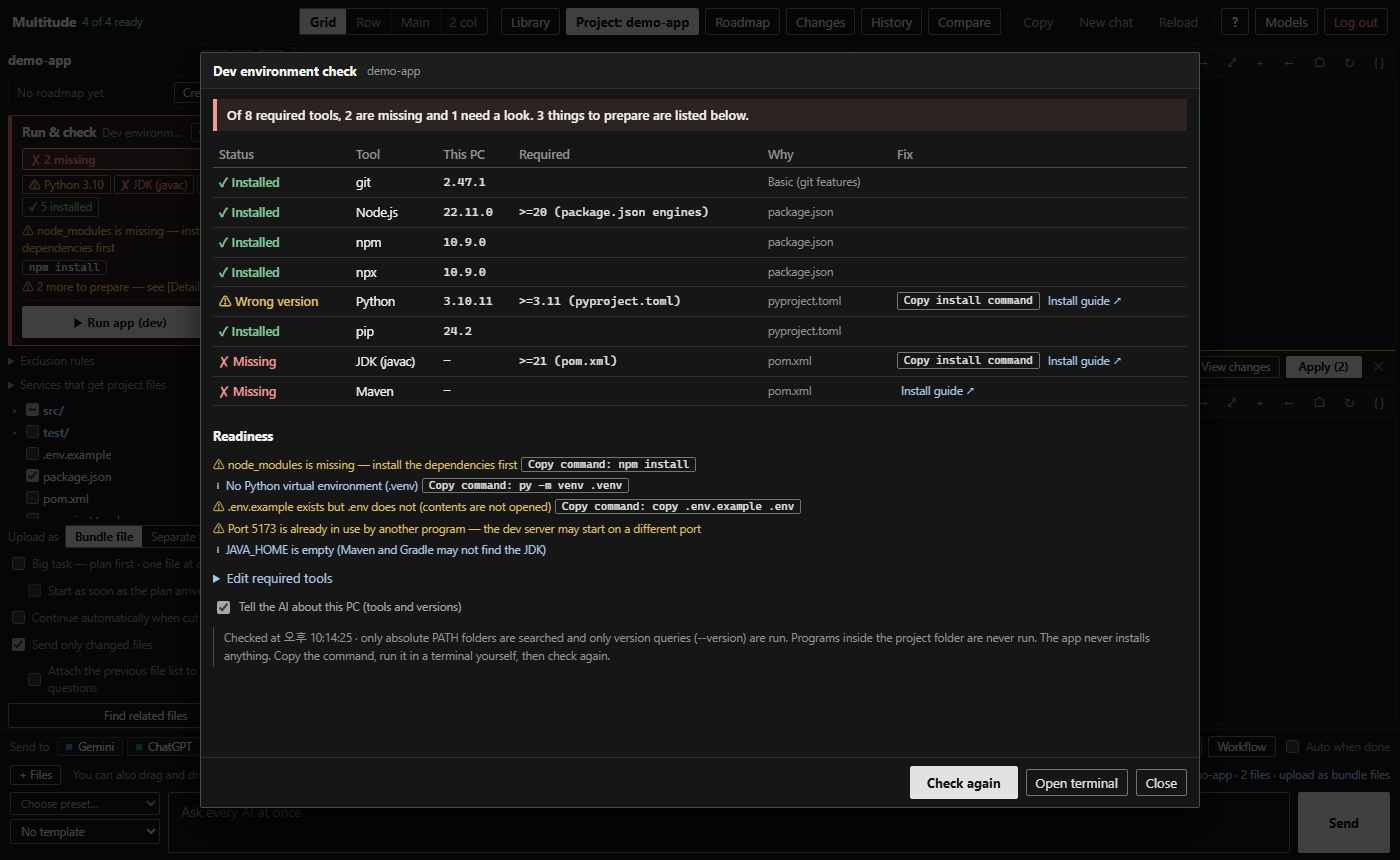 Multitude 4 of 4 ready
Grid Row Main 2 col Library Project: demo-app Roadmap Changes History Compare Copy New chat Reload ? Models Log out
demo-app
No roadmap yet
Run & check Dev environm...
✗ 2 missing
⚠ Python 3.10 ✗ JDK (javac)
✓ 5 installed
⚠ node_modules is missing — inst
dependencies first
npm install
⚠ 2 more to prepare — see [Detail
▶ Run app (dev)
▶ Exclusion rules
▶ Services that get project files
src/
test/
.env.example
package.json
pom.xml
Upload as Bundle file Separate
Big task — plan first · one file at a
Start as soon as the plan arrive
Continue automatically when cut
Send only changed files
Attach the previous file list to
questions
Find related files
Send to Gemini ChatGPT
+ Files You can also drag and dr
Choose preset...
No template
Ask every AI at once
Dev environment check demo-app
Of 8 required tools, 2 are missing and 1 need a look. 3 things to prepare are listed below.
Status Tool This PC Required Why Fix
✓ Installed git 2.47.1 Basic (git features)
✓ Installed Node.js 22.11.0 >=20 (package.json engines) package.json
✓ Installed npm 10.9.0 package.json
✓ Installed npx 10.9.0 package.json
⚠ Wrong version Python 3.10.11 >=3.11 (pyproject.toml) pyproject.toml Copy install command Install guide ↗
✓ Installed pip 24.2 pyproject.toml
✗ Missing JDK (javac) — >=21 (pom.xml) pom.xml Copy install command Install guide ↗
✗ Missing Maven — pom.xml Install guide ↗
Readiness
⚠ node_modules is missing — install the dependencies first Copy command: npm install
i No Python virtual environment (.venv) Copy command: py -m venv .venv
⚠ .env.example exists but .env does not (contents are not opened) Copy command: copy .env.example .env
⚠ Port 5173 is already in use by another program — the dev server may start on a different port
i JAVA_HOME is empty (Maven and Gradle may not find the JDK)
▶ Edit required tools
Tell the AI about this PC (tools and versions)
Checked at 오후 10:14:25 · only absolute PATH folders are searched and only version queries (--version) are run. Programs inside the project folder are never run. The app never installs
anything. Copy the command, run it in a terminal yourself, then check again.
Check again Open terminal Close
View changes Apply (2)
Workflow Auto when done
o-app · 2 files · upload as bundle files
Send